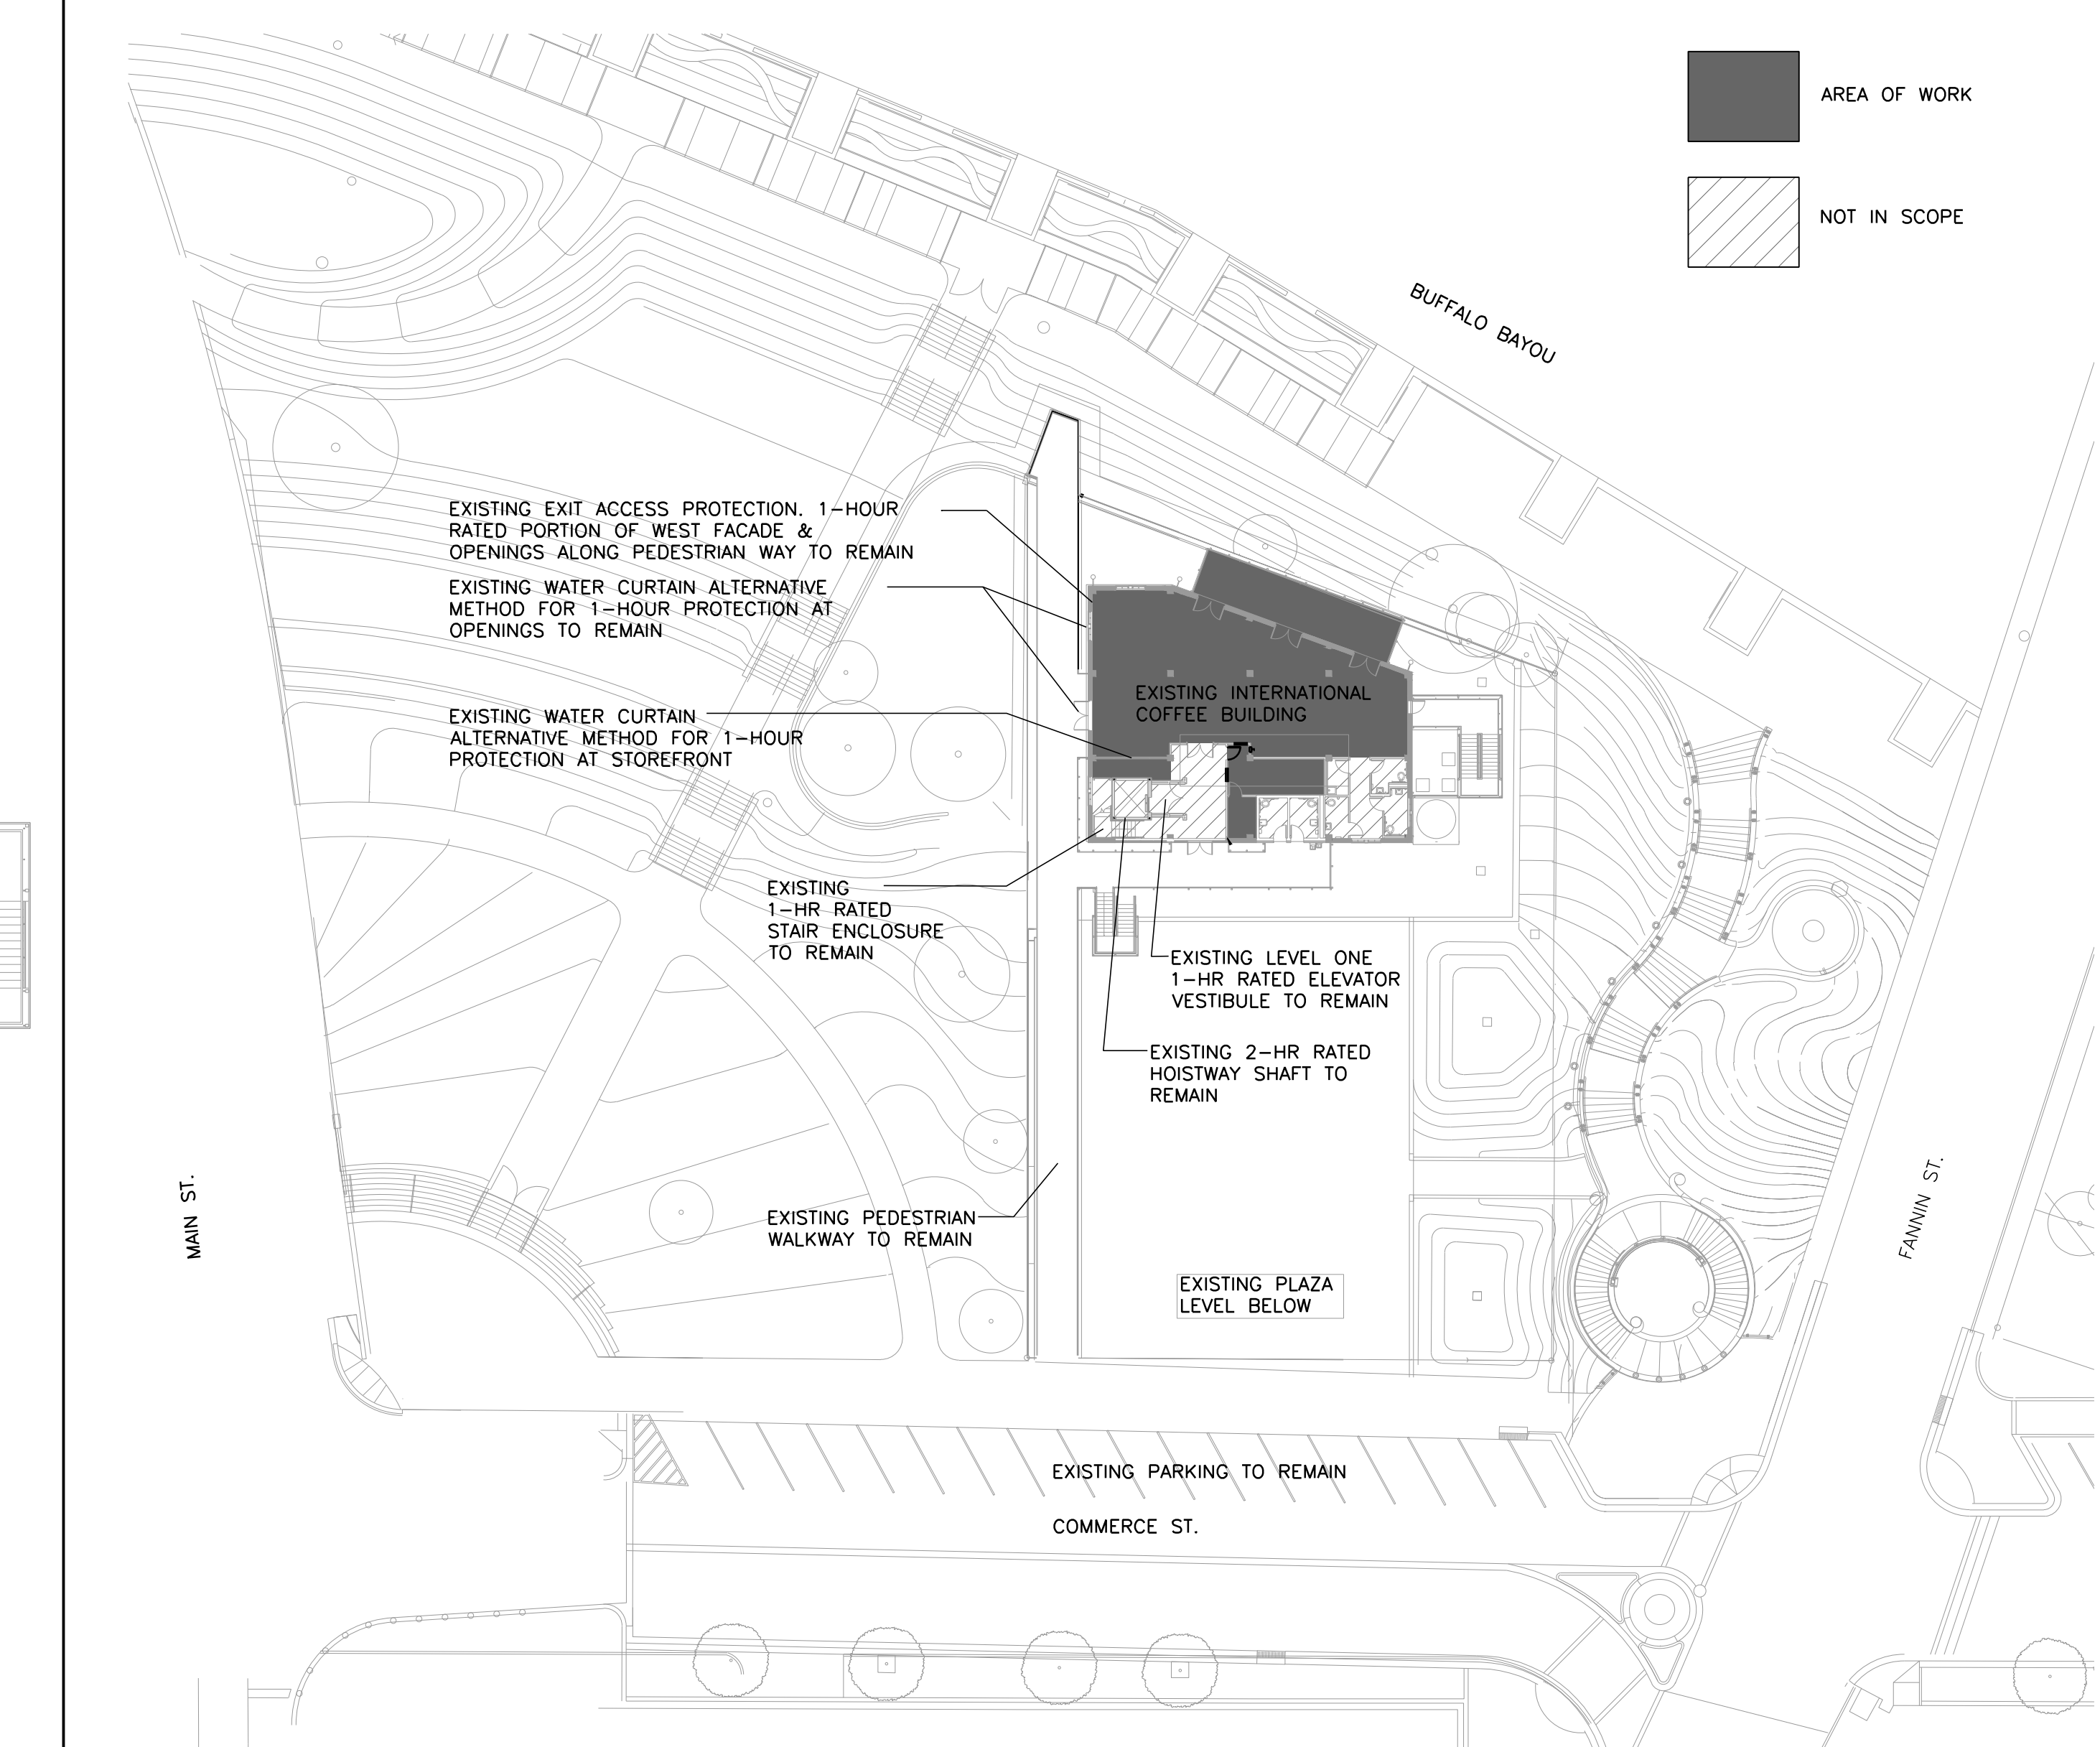 AREA OF WORK
NOT IN SCOPE
BUFFALO BAYOU
EXISTING EXIT ACCESS PROTECTION. 1-HOUR
RATED PORTION OF WEST FACADE &
OPENINGS ALONG PEDESTRIAN WAY TO REMAIN
EXISTING WATER CURTAIN ALTERNATIVE
METHOD FOR 1-HOUR PROTECTION AT
OPENINGS TO REMAIN
EXISTING INTERNATIONAL
COFFEE BUILDING
EXISTING WATER CURTAIN
ALTERNATIVE METHOD FOR 1-HOUR
PROTECTION AT STOREFRONT
EXISTING
1-HR RATED
STAIR ENCLOSURE
TO REMAIN
EXISTING LEVEL ONE
1-HR RATED ELEVATOR
VESTIBULE TO REMAIN
EXISTING 2-HR RATED
HOISTWAY SHAFT TO
REMAIN
MAIN ST.
FANNIN ST.
EXISTING PEDESTRIAN
WALKWAY TO REMAIN
EXISTING PLAZA
LEVEL BELOW
EXISTING PARKING TO REMAIN
COMMERCE ST.